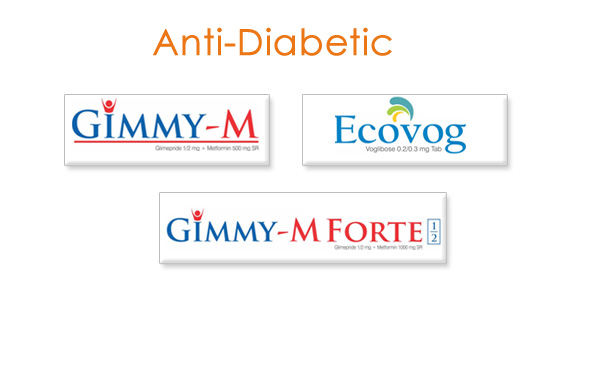 Anti-Diabetic
GIMMY-M
Glimepride 1/2 mg + Metformin 500 mg SR
Ecovog
Voglibose 0.2/0.3 mg Tab
GIMMY-M FORTE 1/2
Glimepride 1/2 mg + Metformin 1000 mg SR